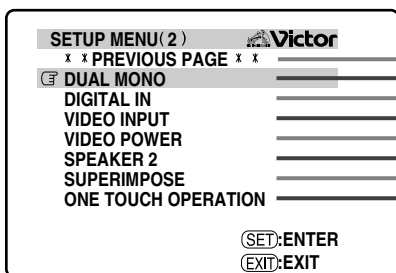 SETUP MENU(2) Victor
* * PREVIOUS PAGE * *
DUAL MONO
DIGITAL IN
VIDEO INPUT
VIDEO POWER
SPEAKER 2
SUPERIMPOSE
ONE TOUCH OPERATION
SET:ENTER
EXIT:EXIT